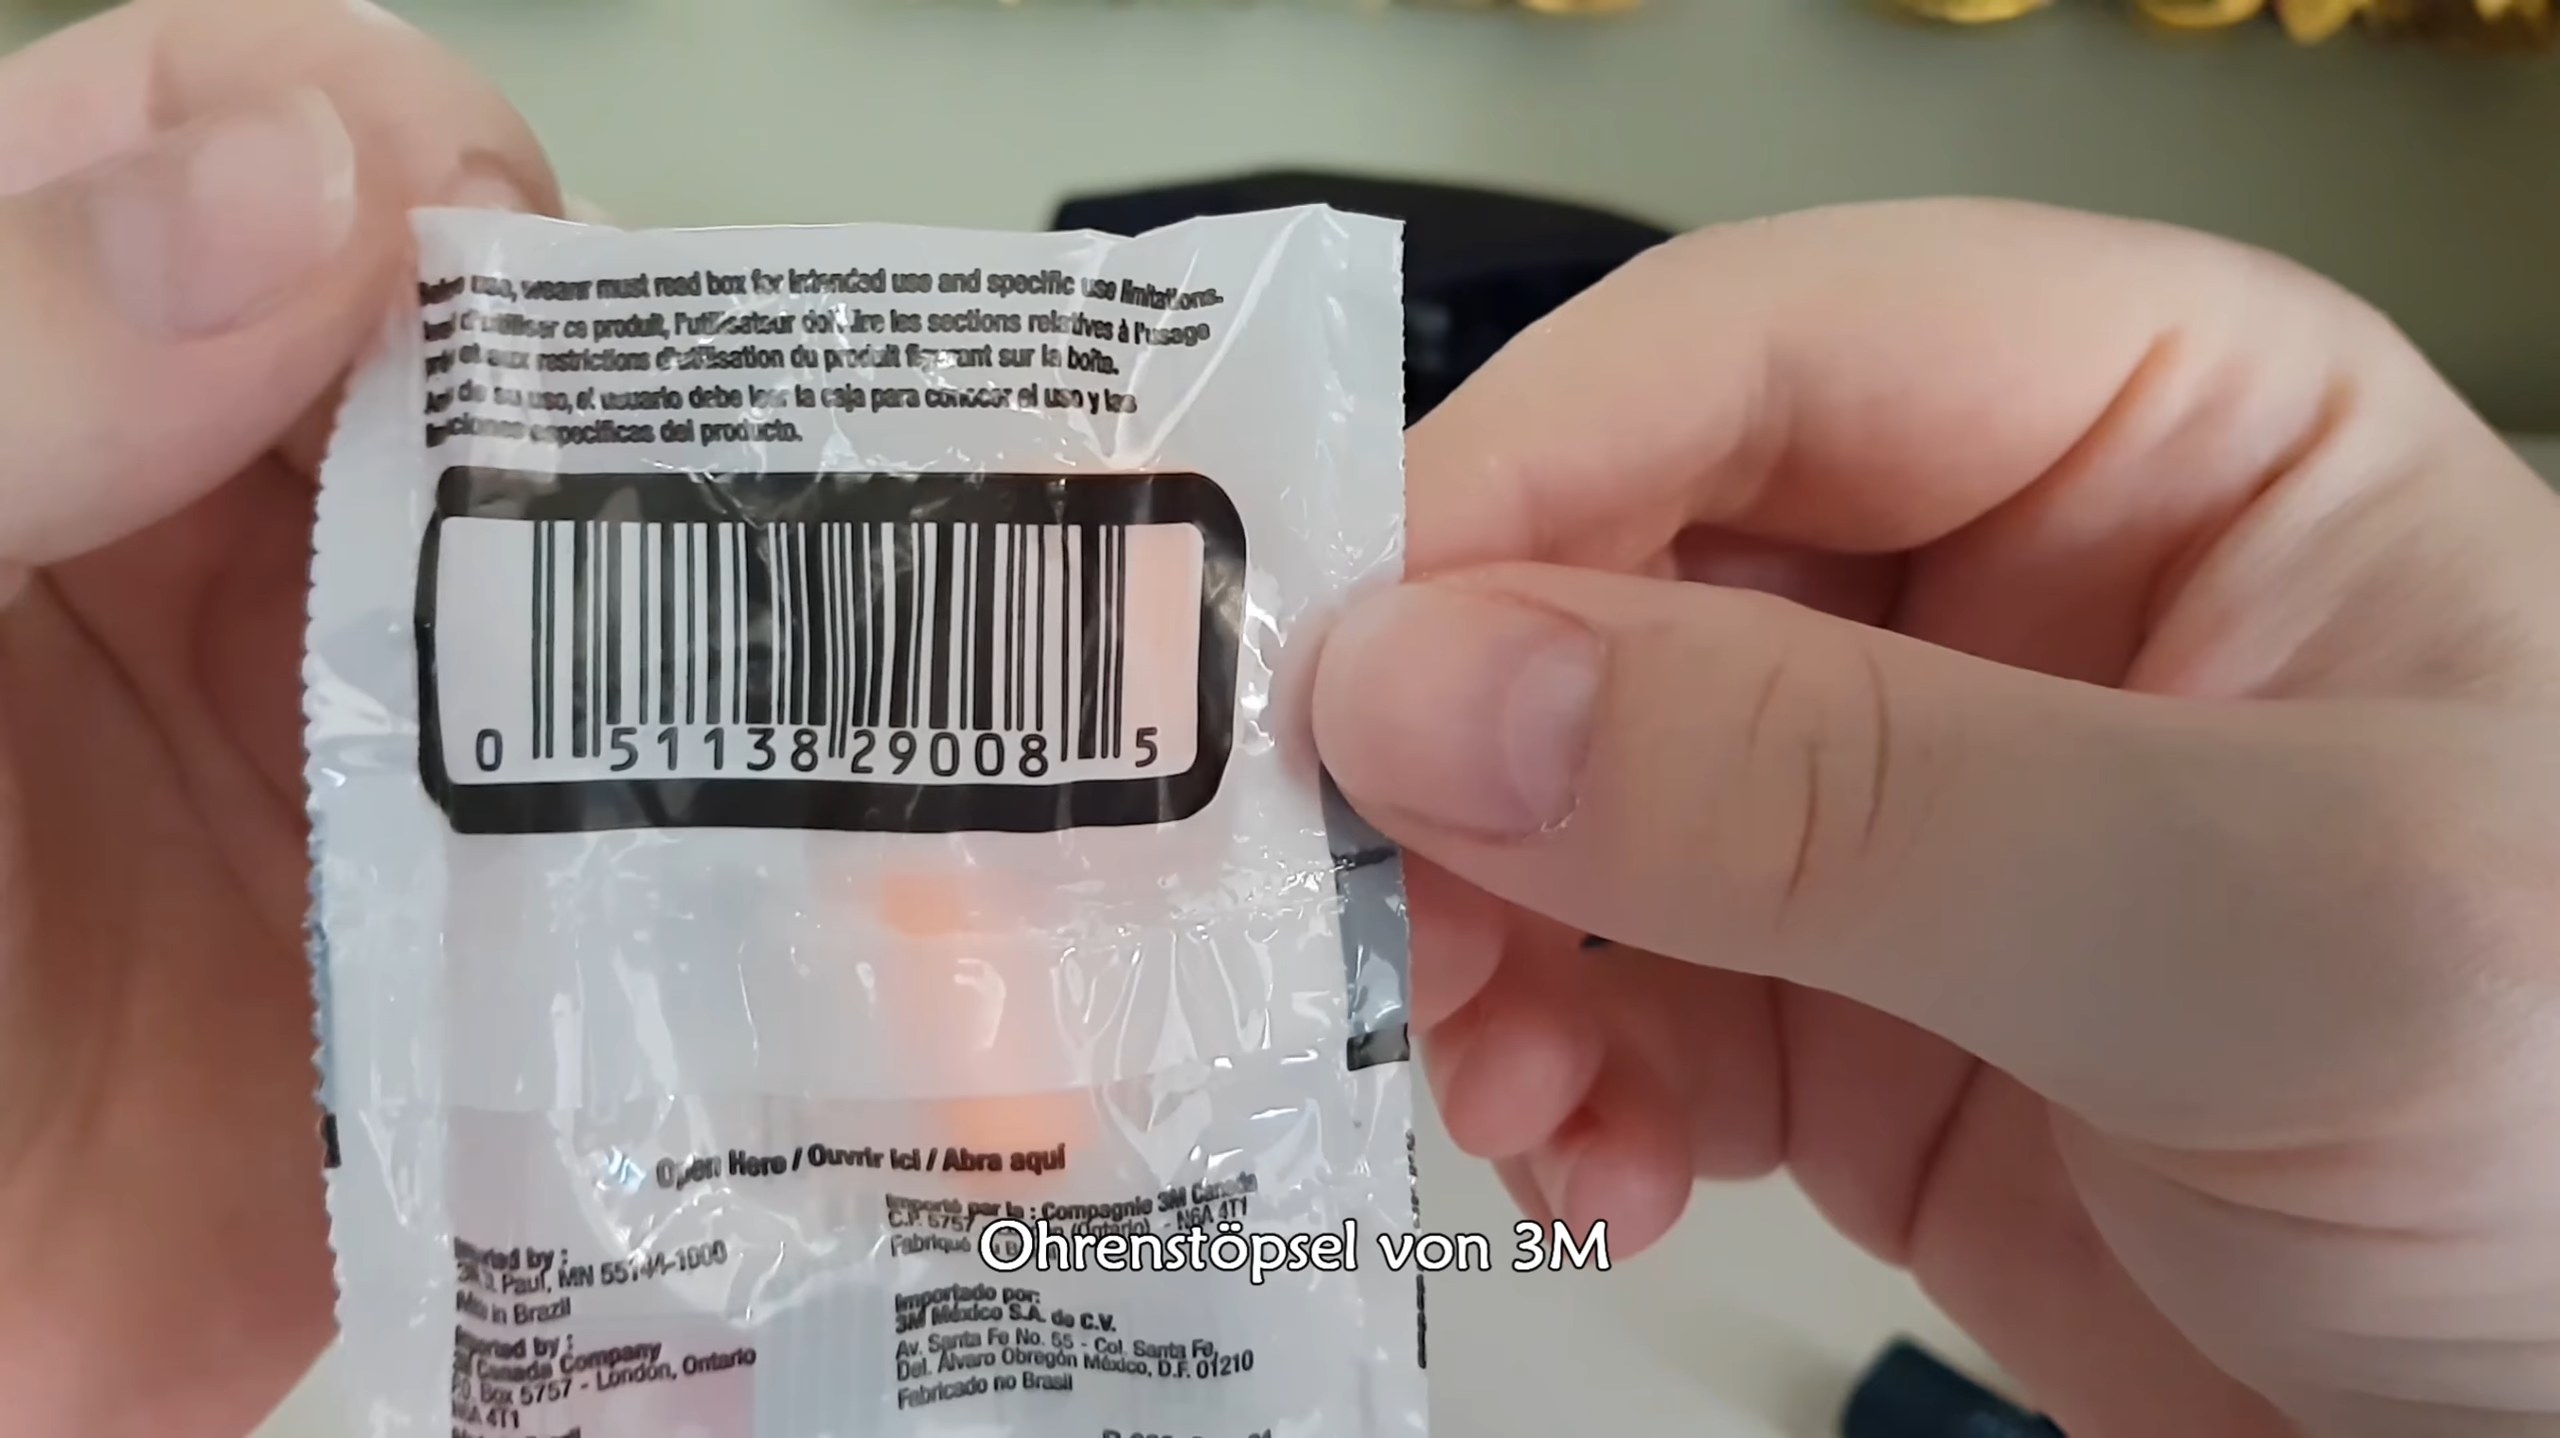 use, wearer must read box for intended use and specific use limitations.
d'utiliser ce produit, l'utilisateur doit lire les sections relatives à l'usage
et aux restrictions d'utilisation du produit figurant sur la boîte.
de su uso, el usuario debe leer la caja para conocer el uso y las
específicas del producto.
0 51138 29008 5
Open Here / Ouvrir ici / Abra aquí
Importé par la : Compagnie 3M Canada
C.P. 5757 (Ontario) - N6A 4T1
Fabriqué
Ohrenstöpsel von 3M
by :
Paul, MN 55144-1000
in Brazil
by :
Canada Company
Box 5757 - London, Ontario
N6A 4T1
Importado por:
3M México S.A. de C.V.
Av. Santa Fe No. 55 - Col. Santa Fe,
Del. Alvaro Obregón México, D.F. 01210
Fabricado no Brasil